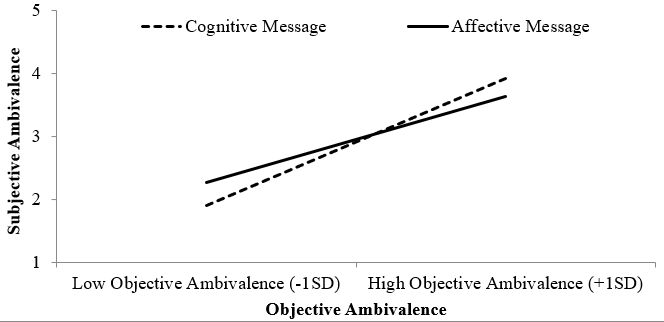 5
Cognitive Message
Affective Message
4
3
2
1
Subjective Ambivalence
Low Objective Ambivalence (-1SD)
High Objective Ambivalence (+1SD)
Objective Ambivalence